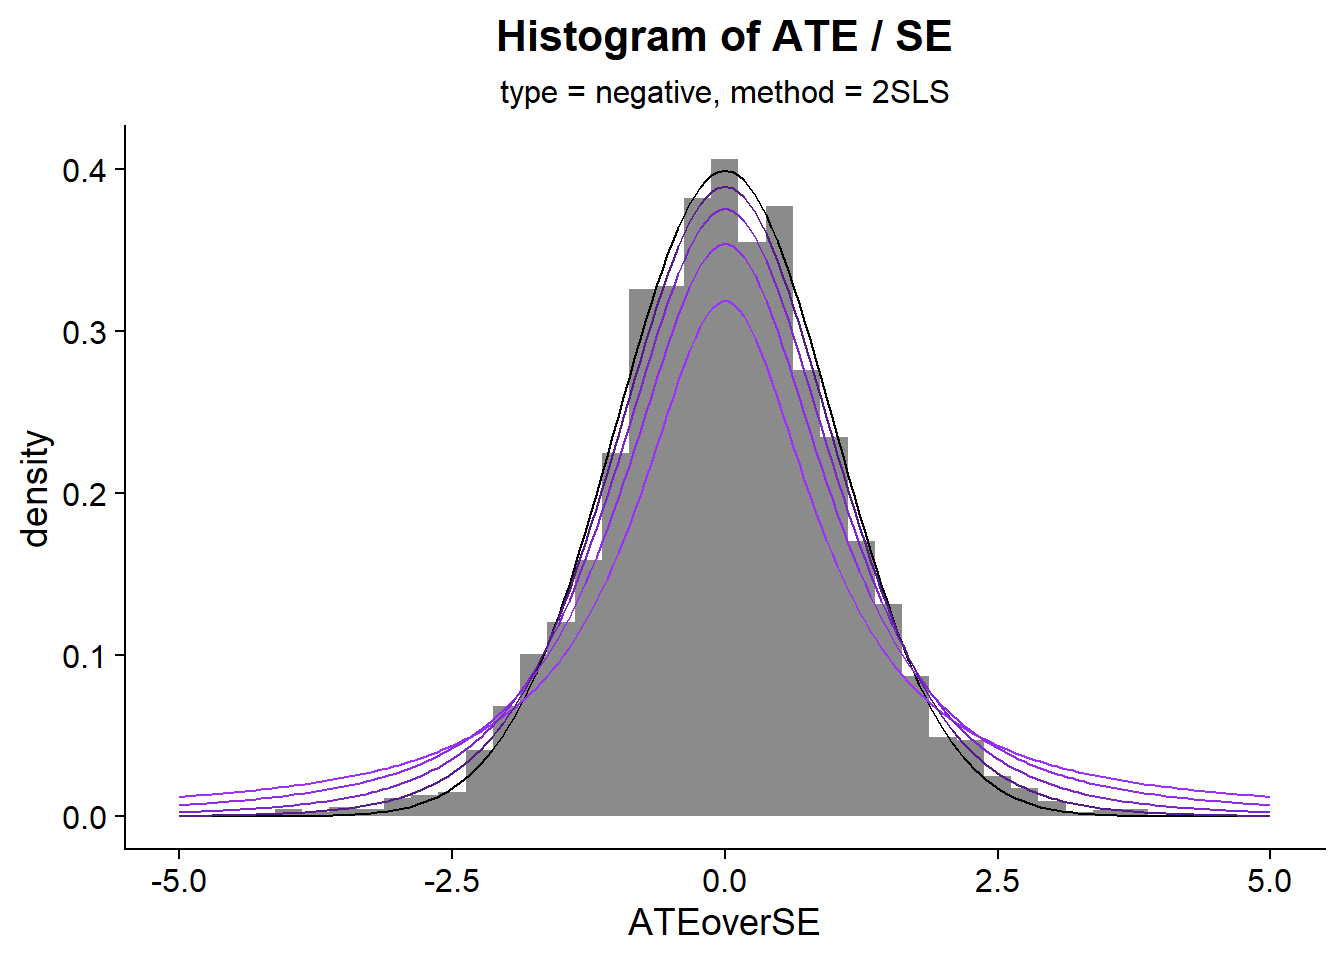 Histogram of ATE / SE
type = negative, method = 2SLS
0.4
0.3
0.2
0.1
0.0
density
-5.0 -2.5 0.0 2.5 5.0
ATEoverSE